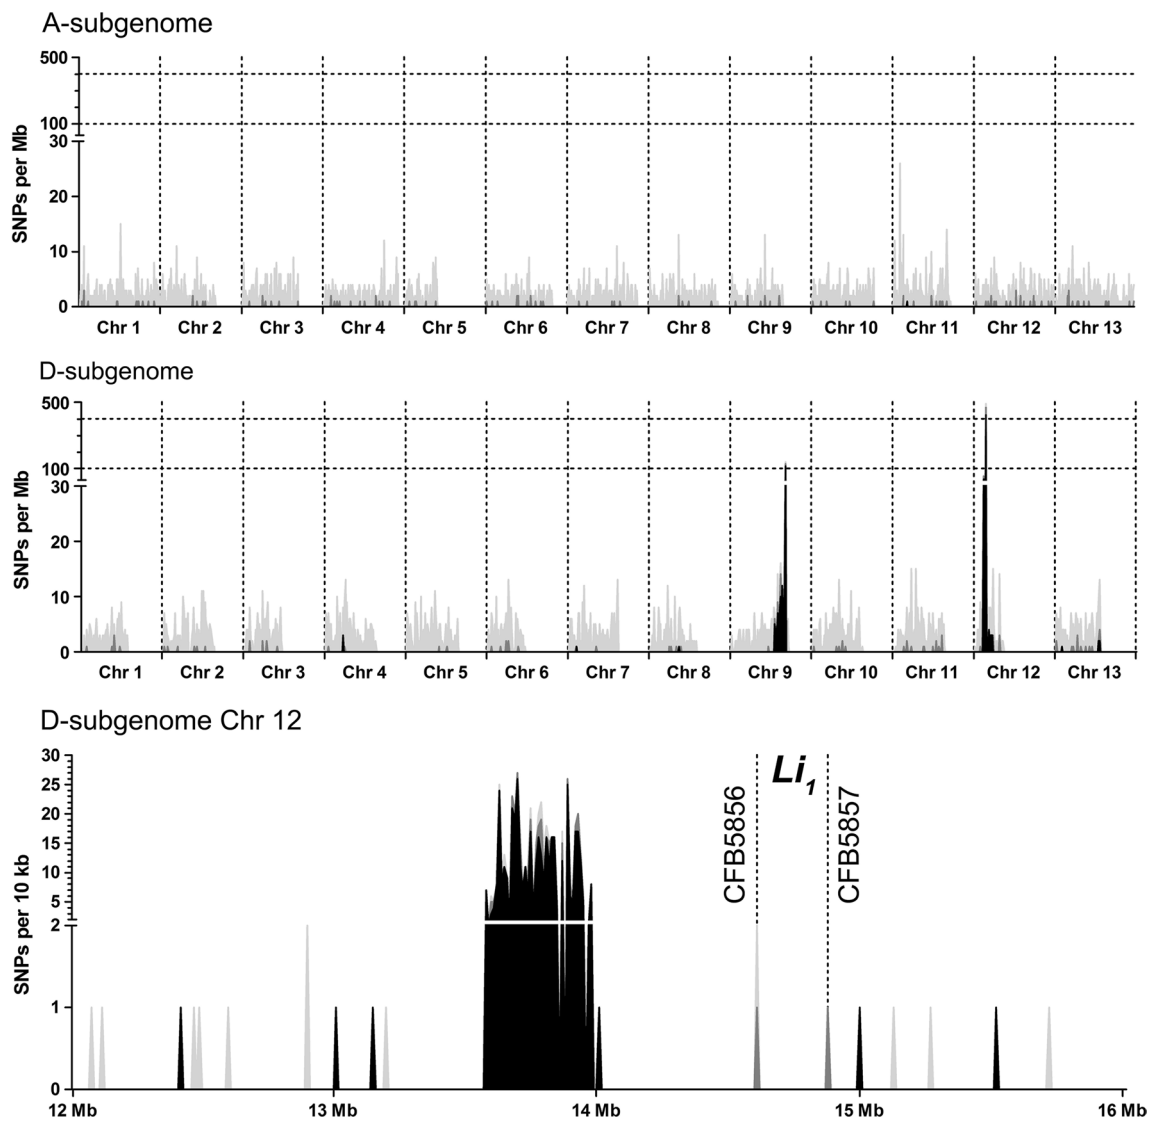 A-subgenome
500
100
30
20
10
0
SNPs per Mb
Chr 1 Chr 2 Chr 3 Chr 4 Chr 5 Chr 6 Chr 7 Chr 8 Chr 9 Chr 10 Chr 11 Chr 12 Chr 13
D-subgenome
500
100
30
20
10
0
SNPs per Mb
Chr 1 Chr 2 Chr 3 Chr 4 Chr 5 Chr 6 Chr 7 Chr 8 Chr 9 Chr 10 Chr 11 Chr 12 Chr 13
D-subgenome Chr 12
30
25
20
15
10
5
2
1
0
SNPs per 10 kb
CFB5856
Li1
CFB5857
12 Mb 13 Mb 14 Mb 15 Mb 16 Mb